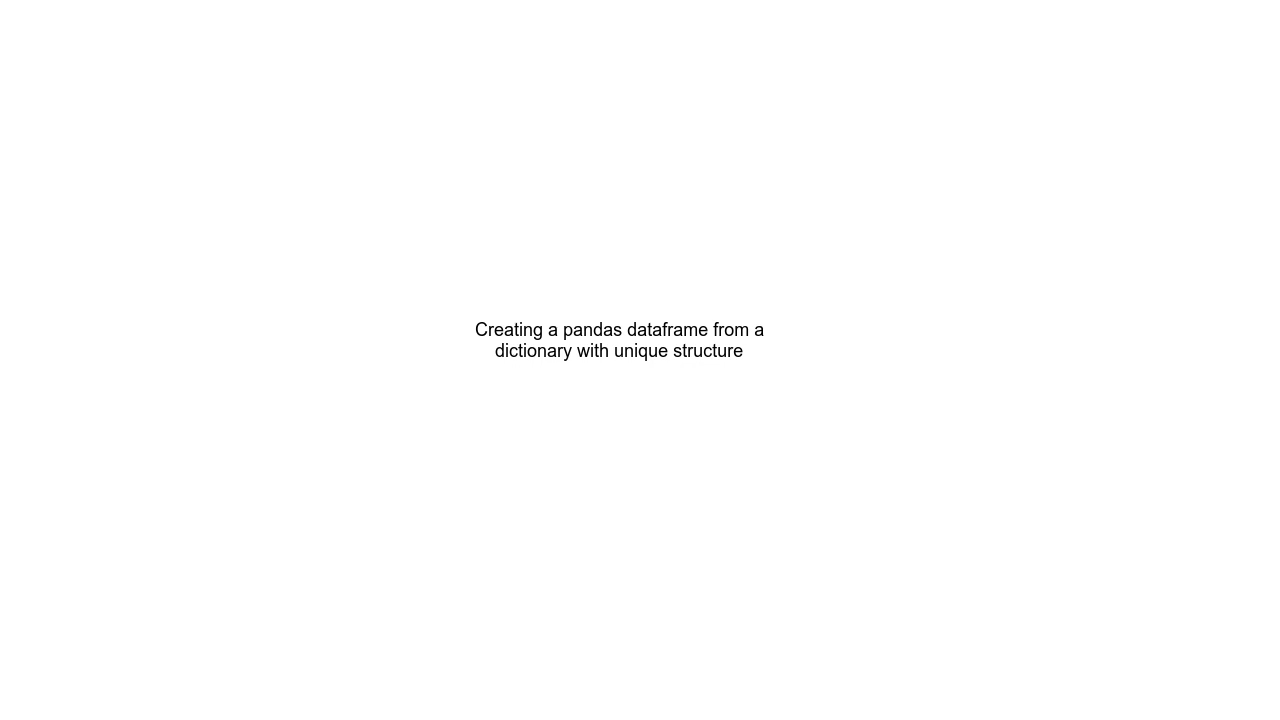 Creating a pandas dataframe from a
dictionary with unique structure